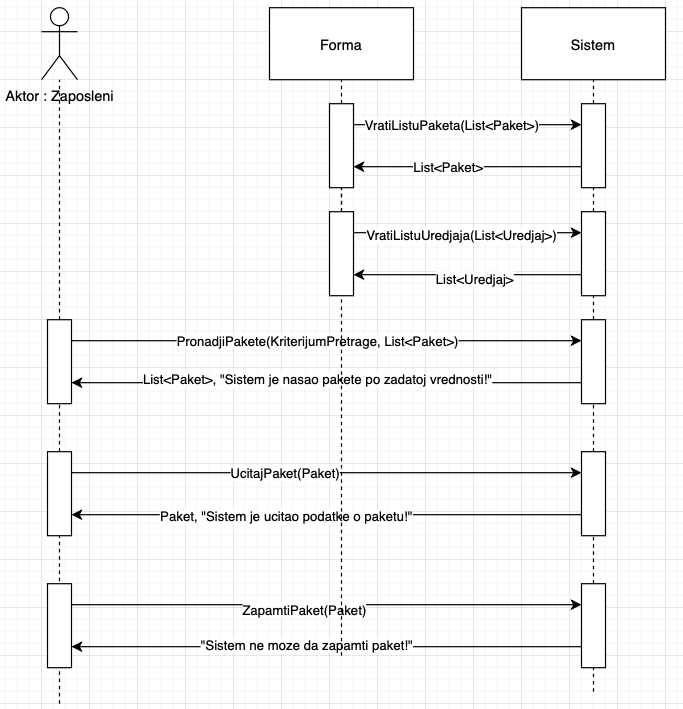 Forma
Sistem
Aktor : Zaposleni
VratiListuPaketa(List<Paket>)
List<Paket>
VratiListuUredjaja(List<Uredjaj>)
List<Uredjaj>
PronadjiPakete(KriterijumPretrage, List<Paket>)
List<Paket>, "Sistem je nasao pakete po zadatoj vrednosti!"
UcitajPaket(Paket)
Paket, "Sistem je ucitao podatke o paketu!"
ZapamtiPaket(Paket)
"Sistem ne moze da zapamti paket!"